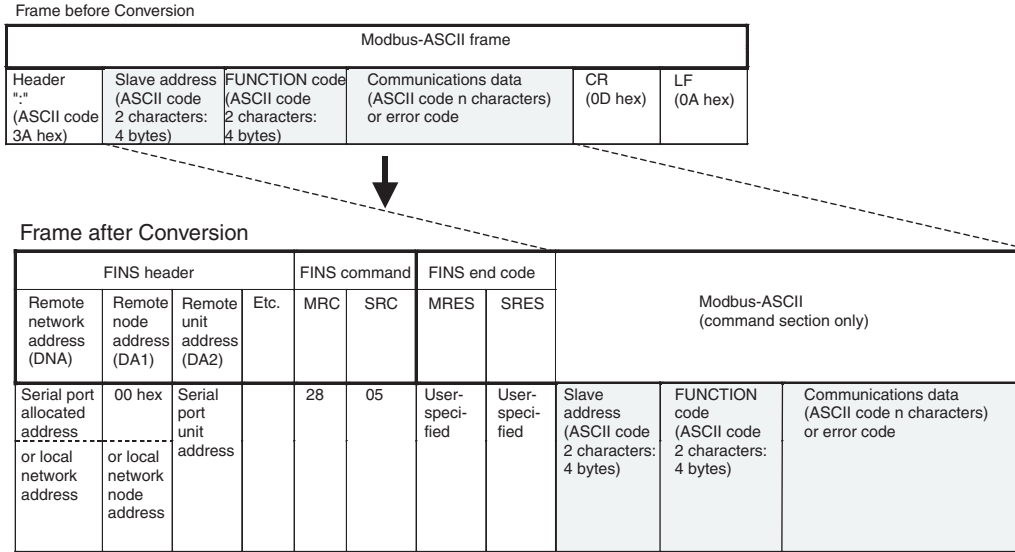 Frame before Conversion
Modbus-ASCII frame
Header
":"
(ASCII code
3A hex)
Slave address
(ASCII code
2 characters:
4 bytes)
FUNCTION code
(ASCII code
2 characters:
4 bytes)
Communications data
(ASCII code n characters)
or error code
CR
(0D hex)
LF
(0A hex)
Frame after Conversion
FINS header
FINS command
FINS end code
Modbus-ASCII
(command section only)
Remote
network
address
(DNA)
Remote
node
address
(DA1)
Remote
unit
address
(DA2)
Etc.
MRC
SRC
MRES
SRES
Serial port
allocated
address
or local
network
address
00 hex
or local
network
node
address
Serial
port
unit
address
28
05
User-
speci-
fied
User-
speci-
fied
Slave
address
(ASCII code
2 characters:
4 bytes)
FUNCTION
code
(ASCII code
2 characters:
4 bytes)
Communications data
(ASCII code n characters)
or error code